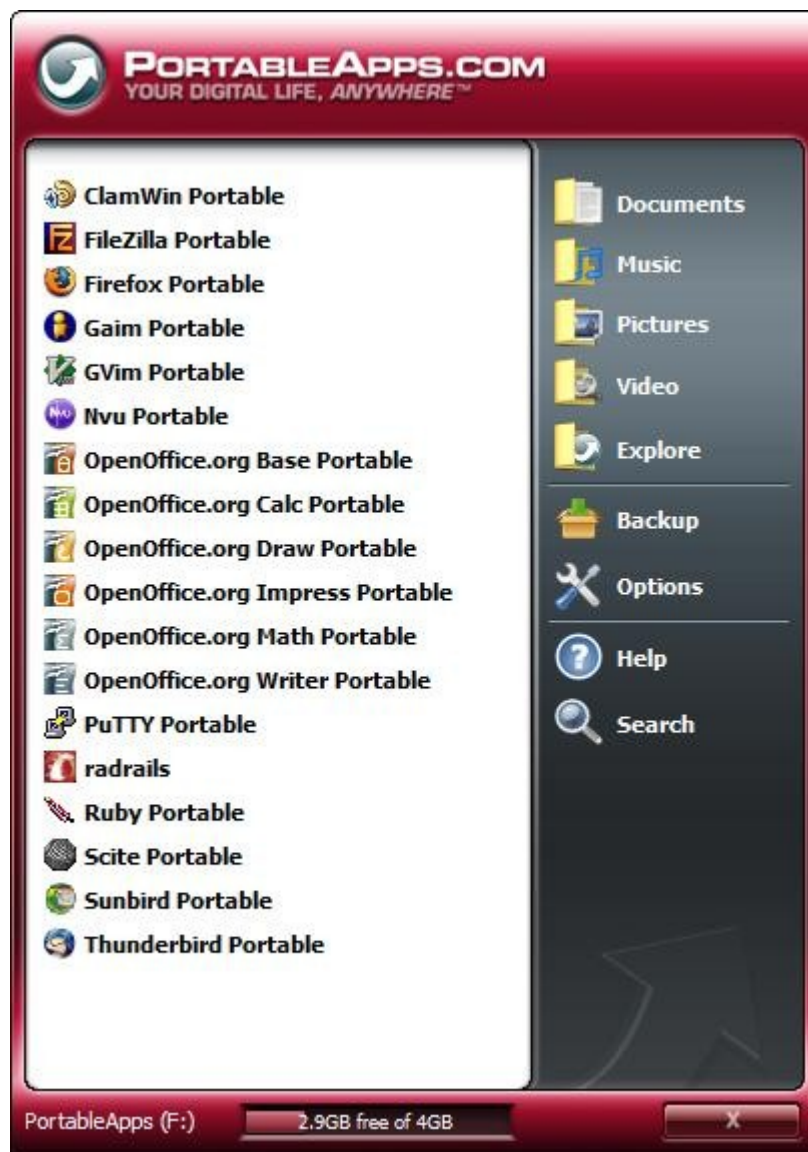 PORTABLEAPPS.COM
YOUR DIGITAL LIFE, ANYWHERE™
ClamWin Portable
FileZilla Portable
Firefox Portable
Gaim Portable
GVim Portable
Nvu Portable
OpenOffice.org Base Portable
OpenOffice.org Calc Portable
OpenOffice.org Draw Portable
OpenOffice.org Impress Portable
OpenOffice.org Math Portable
OpenOffice.org Writer Portable
PuTTY Portable
radrails
Ruby Portable
Scite Portable
Sunbird Portable
Thunderbird Portable
Documents
Music
Pictures
Video
Explore
Backup
Options
Help
Search
PortableApps (F:)
2.9GB free of 4GB
X